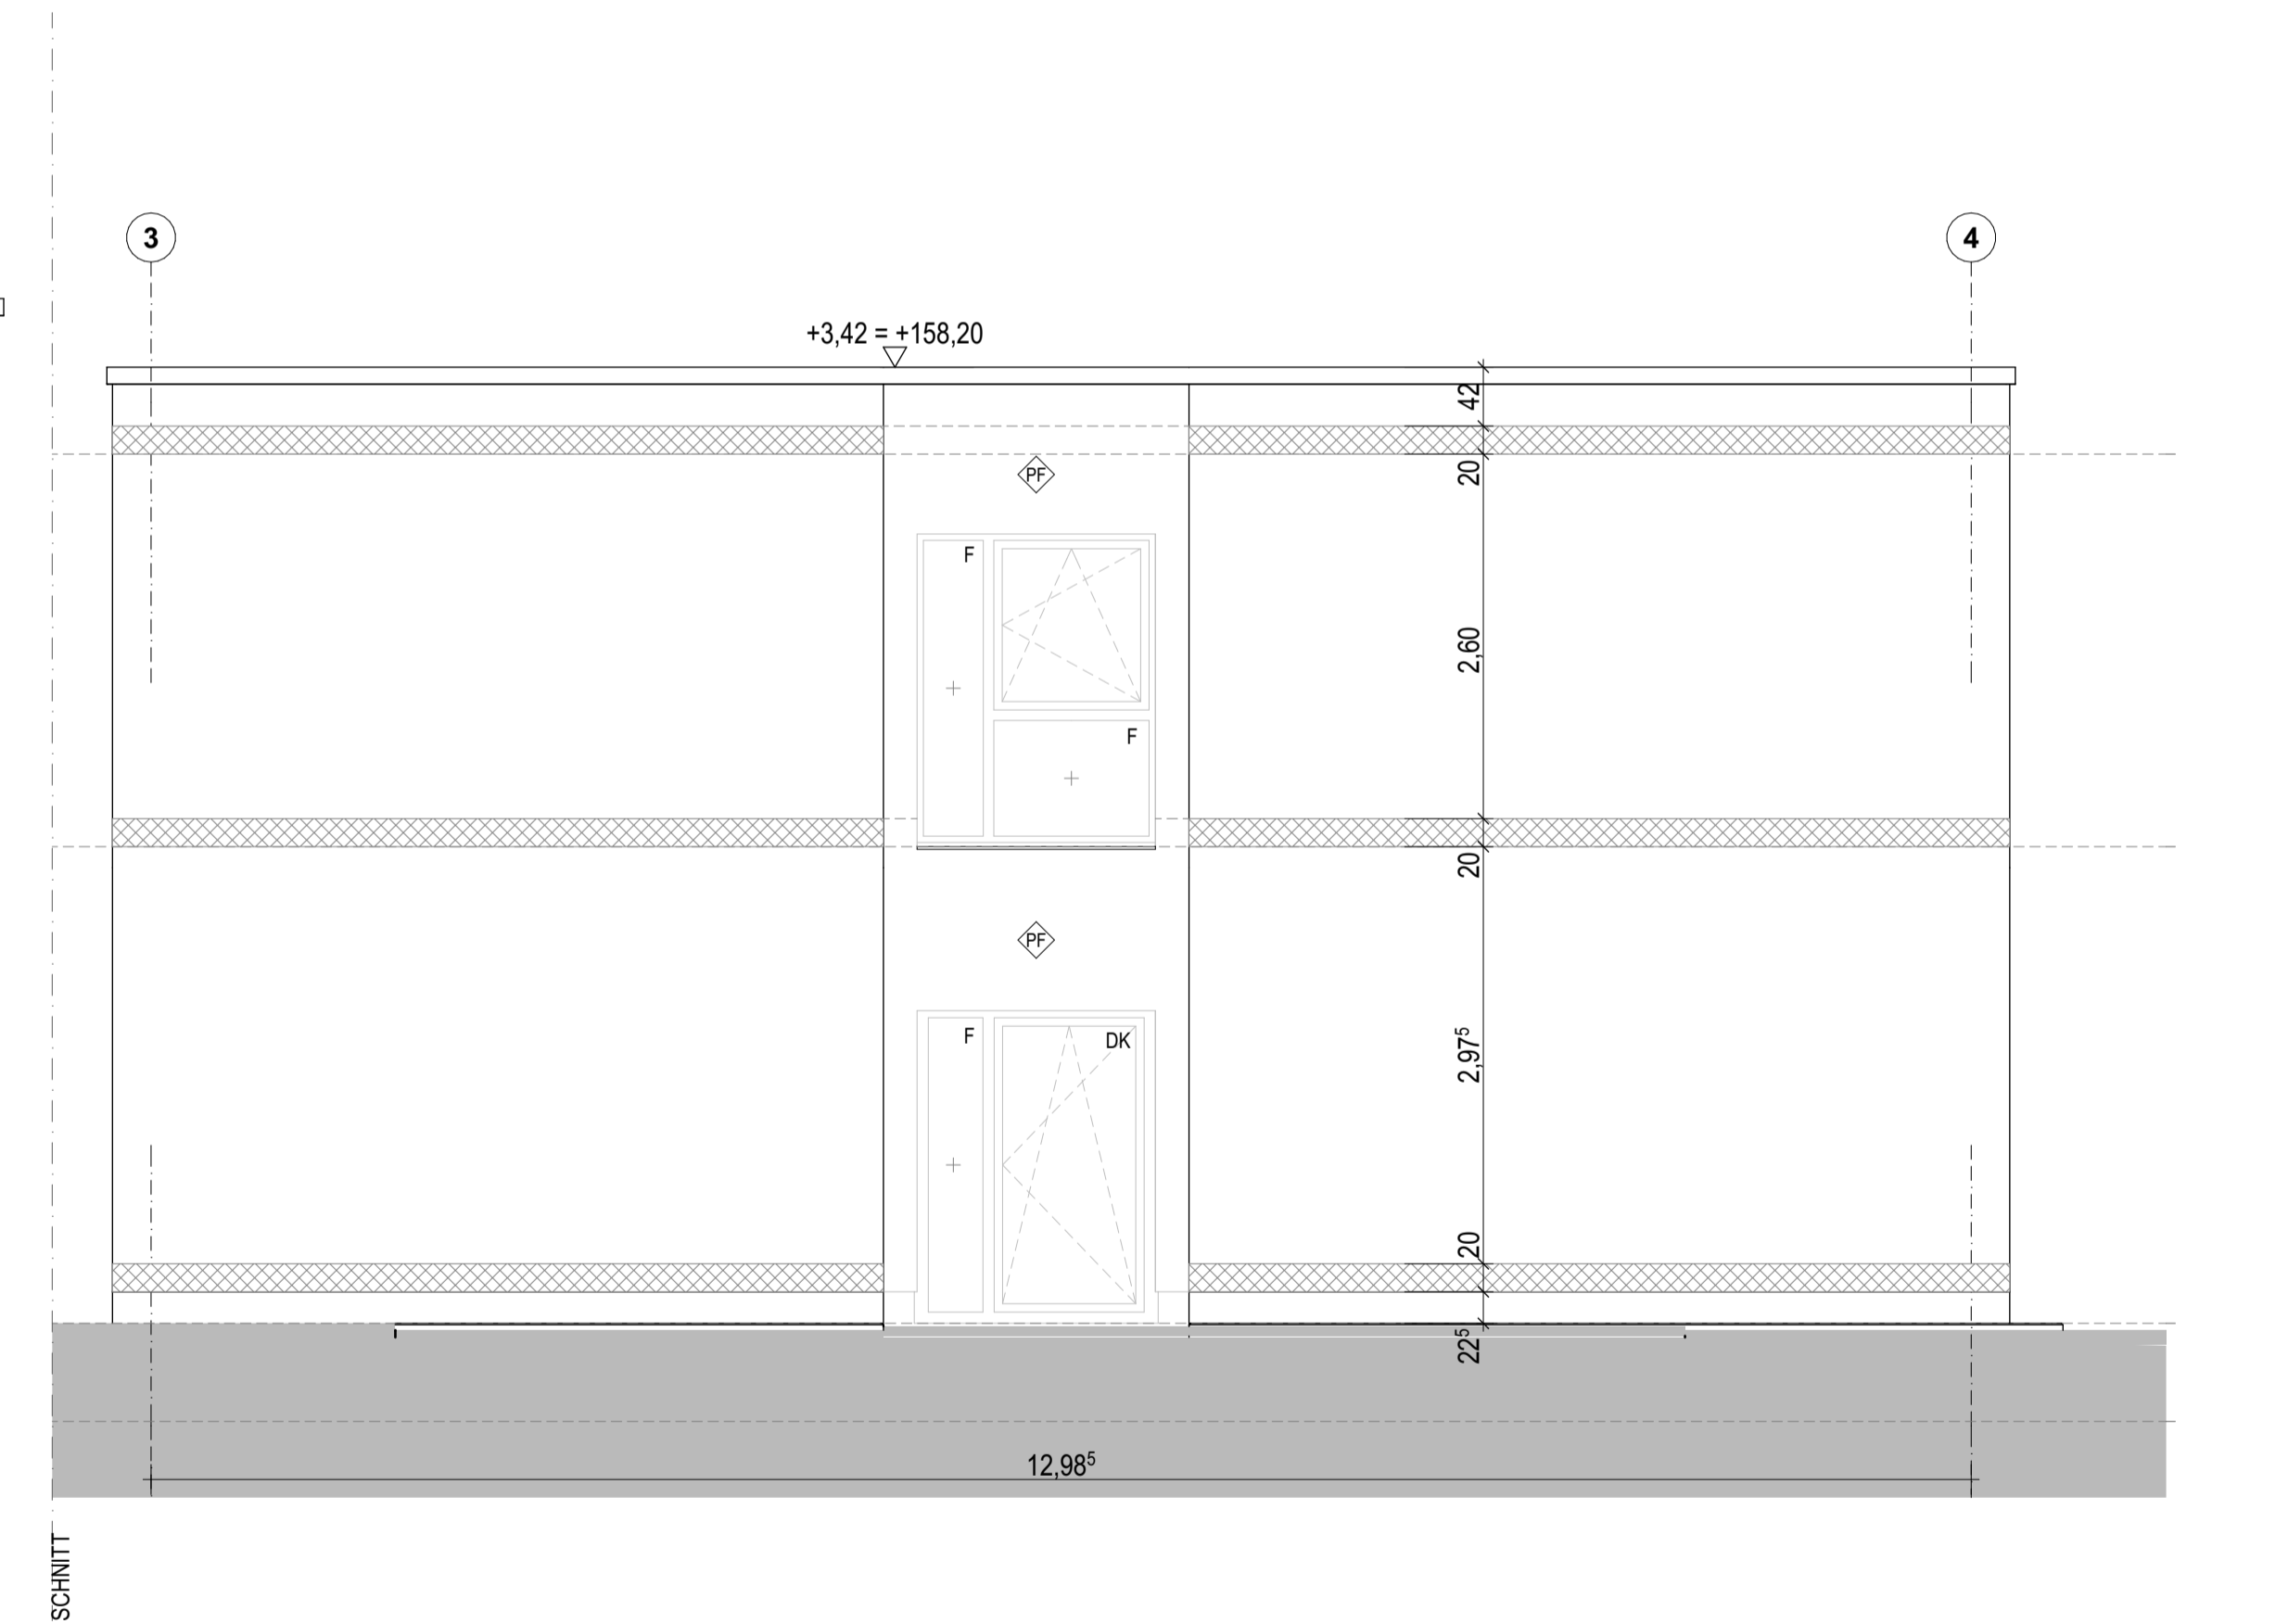 3
4
+3,42 = +158,20
42
20
PF
F
2,60
F
20
PF
F
DK
2,97⁵
20
22⁵
12,98⁵
SCHNITT